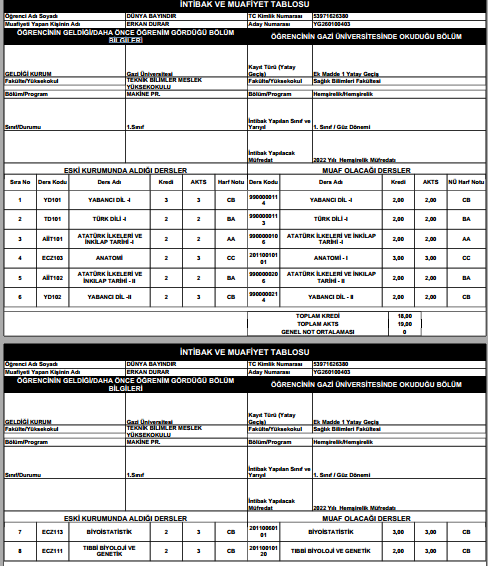 İNTİBAK VE MUAFİYET TABLOSU
Öğrenci Adı Soyadı DÜNYA BAYINDIR TC Kimlik Numarası 53971626380
Muafiyeti Yapan Kişinin Adı ERKAN DURAR Aday Numarası YG260100403
ÖĞRENCİNİN GELDİĞİ/DAHA ÖNCE ÖĞRENİM GÖRDÜĞÜ BÖLÜM BİLGİLERİ ÖĞRENCİNİN GAZİ ÜNİVERSİTESİNDE OKUDUĞU BÖLÜM
GELDİĞİ KURUM Gazi Üniversitesi Kayıt Türü (Yatay Geçiş) Ek Madde 1 Yatay Geçiş
Fakülte/Yüksekokul TEKNİK BİLİMLER MESLEK YÜKSEKOKULU Fakülte/Yüksekokul Sağlık Bilimleri Fakültesi
Bölüm/Program MAKİNE PR. Bölüm/Program Hemşirelik/Hemşirelik
Sınıf/Durumu 1.Sınıf İntibak Yapılan Sınıf ve Yarıyıl 1. Sınıf / Güz Dönemi
İntibak Yapılacak Müfredat 2022 Yılı Hemşirelik Müfredatı
ESKİ KURUMUNDA ALDIĞI DERSLER MUAF OLACAĞI DERSLER
Sıra No Ders Kodu Ders Adı Kredi AKTS Harf Notu Ders Kodu Ders Adı Kredi AKTS NÜ Harf Notu
1 YD101 YABANCI DİL -I 3 3 CB 9900000114 YABANCI DİL -I 2,00 2,00 CB
2 TD101 TÜRK DİLİ -I 2 2 BA 9900000113 TÜRK DİLİ -I 2,00 2,00 BA
3 AİİT101 ATATÜRK İLKELERİ VE İNKILAP TARİHİ -I 2 2 AA 9900000106 ATATÜRK İLKELERİ VE İNKILAP TARİHİ -I 2,00 2,00 AA
4 ECZ103 ANATOMİ 2 3 CC 20110010101 ANATOMİ - I 3,00 3,00 CC
5 AİİT102 ATATÜRK İLKELERİ VE İNKILAP TARİHİ - II 2 2 BA 9900000206 ATATÜRK İLKELERİ VE İNKILAP TARİHİ - II 2,00 2,00 BA
6 YD102 YABANCI DİL -II 2 3 CB 9900000214 YABANCI DİL - II 2,00 2,00 CB
TOPLAM KREDİ 18,00
TOPLAM AKTS 19,00
GENEL NOT ORTALAMASI 0
İNTİBAK VE MUAFİYET TABLOSU
Öğrenci Adı Soyadı DÜNYA BAYINDIR TC Kimlik Numarası 53971626380
Muafiyeti Yapan Kişinin Adı ERKAN DURAR Aday Numarası YG260100403
ÖĞRENCİNİN GELDİĞİ/DAHA ÖNCE ÖĞRENİM GÖRDÜĞÜ BÖLÜM BİLGİLERİ ÖĞRENCİNİN GAZİ ÜNİVERSİTESİNDE OKUDUĞU BÖLÜM
GELDİĞİ KURUM Gazi Üniversitesi Kayıt Türü (Yatay Geçiş) Ek Madde 1 Yatay Geçiş
Fakülte/Yüksekokul TEKNİK BİLİMLER MESLEK YÜKSEKOKULU Fakülte/Yüksekokul Sağlık Bilimleri Fakültesi
Bölüm/Program MAKİNE PR. Bölüm/Program Hemşirelik/Hemşirelik
Sınıf/Durumu 1.Sınıf İntibak Yapılan Sınıf ve Yarıyıl 1. Sınıf / Güz Dönemi
İntibak Yapılacak Müfredat 2022 Yılı Hemşirelik Müfredatı
ESKİ KURUMUNDA ALDIĞI DERSLER MUAF OLACAĞI DERSLER
7 ECZ113 BİYOİSTATİSTİK 2 3 CB 20110060101 BİYOİSTATİSTİK 3,00 3,00 CB
8 ECZ111 TIBBİ BİYOLOJİ VE GENETİK 2 3 CB 20110010120 TIBBİ BİYOLOJİ VE GENETİK 2,00 3,00 CB